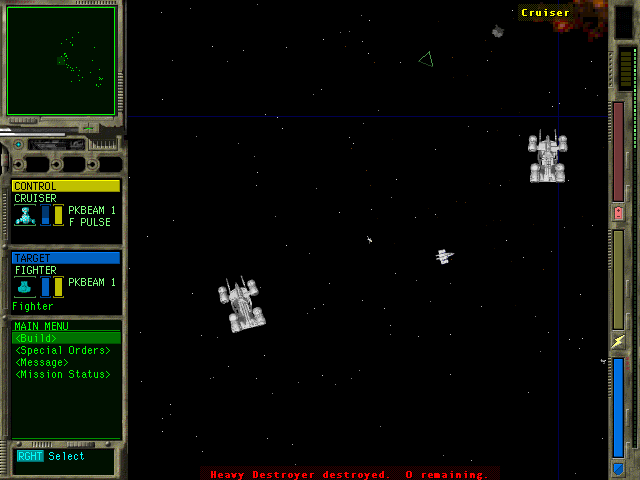 Cruiser
CONTROL
CRUISER
PKBEAM 1
F PULSE
TARGET
FIGHTER
PKBEAM 1
Fighter
MAIN MENU
<Build>
<Special Orders>
<Message>
<Mission Status>
RGHT Select
Heavy Destroyer destroyed. 0 remaining.